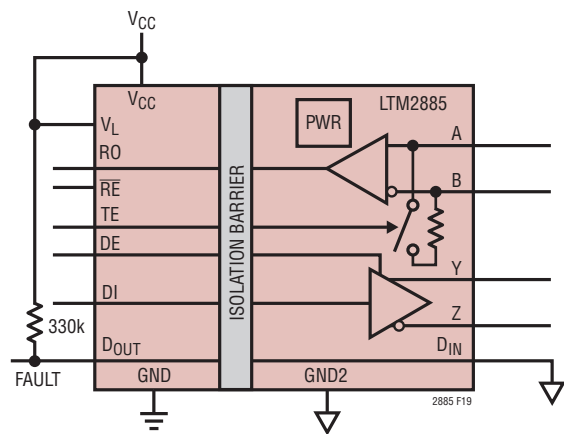 VCC
VCC
LTM2885
PWR
VL
A
RO
B
RE
ISOLATION BARRIER
TE
DE
Y
DI
Z
330k
DOUT
DIN
FAULT
GND
GND2
2885 F19